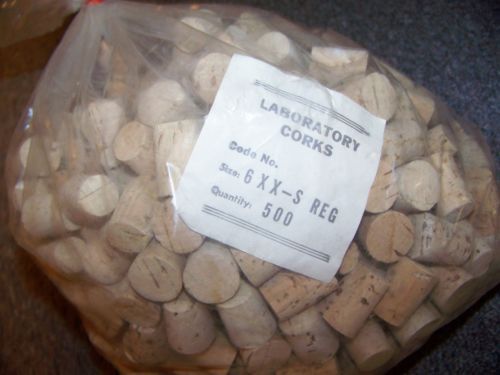 LABORATORY
CORKS
Code No.
Size: 6XX-S REG
Quantity: 500